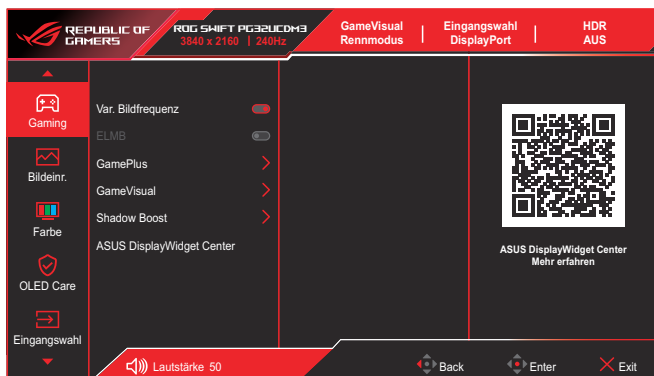 REPUBLIC OF
GAMERS
ROG SWIFT PG32UCDM3
3840 x 2160 | 240Hz
GameVisual
Rennmodus
Eingangswahl
DisplayPort
HDR
AUS
Gaming
Bildeinr.
Farbe
OLED Care
Eingangswahl
Var. Bildfrequenz
ELMB
GamePlus
GameVisual
Shadow Boost
ASUS DisplayWidget Center
ASUS DisplayWidget Center
Mehr erfahren
Lautstärke 50
Back
Enter
Exit